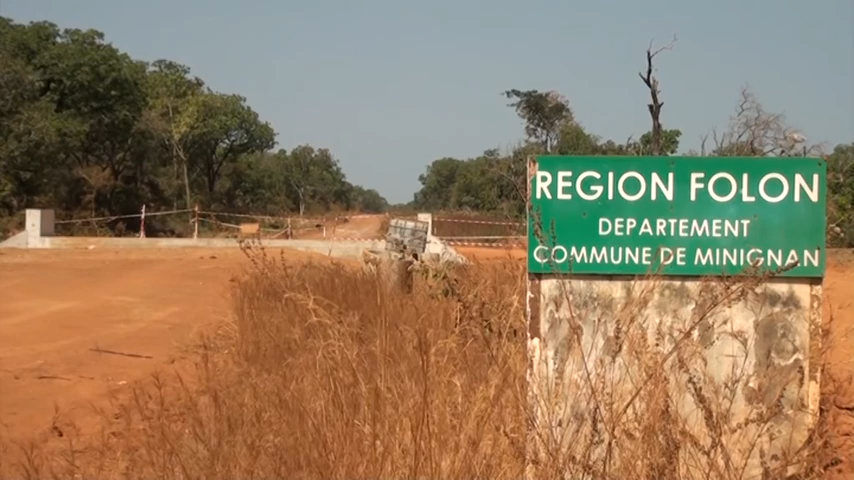 REGION FOLON
DEPARTEMENT
COMMUNE DE MINIGNAN